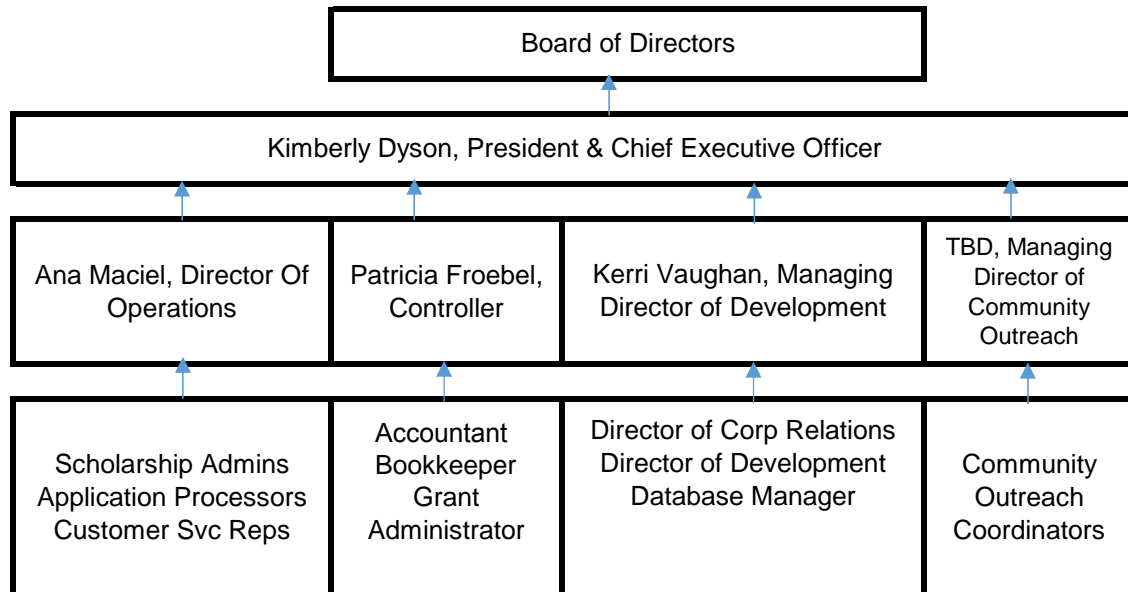 Board of Directors
Kimberly Dyson, President & Chief Executive Officer
Ana Maciel, Director Of
Operations
Patricia Froebel,
Controller
Kerri Vaughan, Managing
Director of Development
TBD, Managing
Director of
Community
Outreach
Scholarship Admins
Application Processors
Customer Svc Reps
Accountant
Bookkeeper
Grant
Administrator
Director of Corp Relations
Director of Development
Database Manager
Community
Outreach
Coordinators